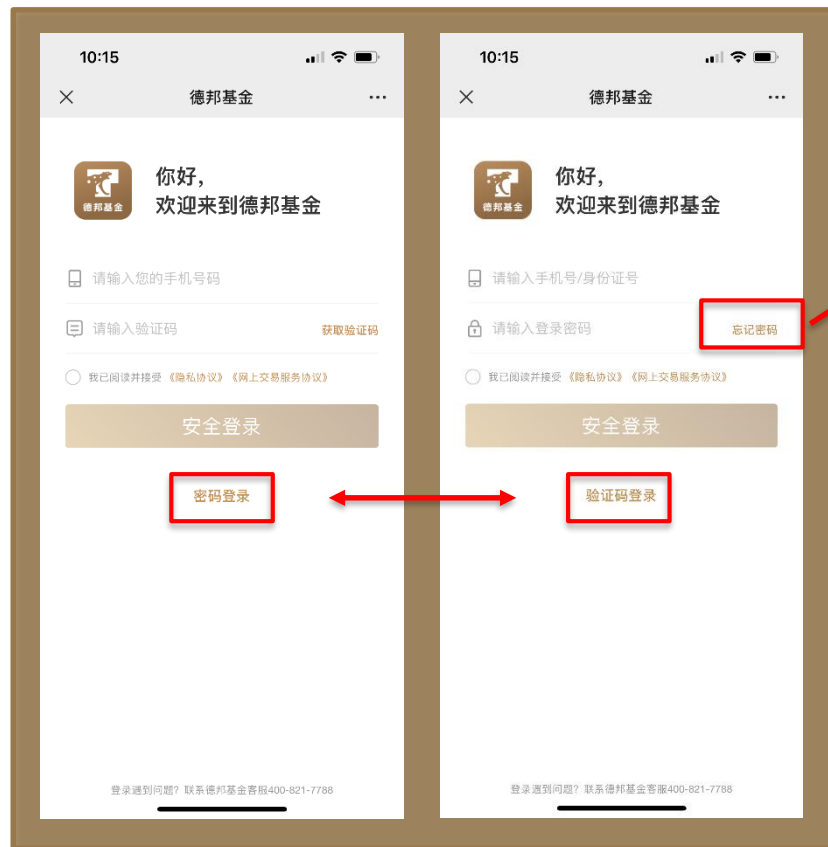 10:15
德邦基金
德邦基金
你好,
欢迎来到德邦基金
请输入您的手机号码
请输入验证码
获取验证码
我已阅读并接受《隐私协议》《网上交易服务协议》
安全登录
密码登录
登录遇到问题？联系德邦基金客服400-821-7788
10:15
德邦基金
德邦基金
你好,
欢迎来到德邦基金
请输入手机号/身份证号
请输入登录密码
忘记密码
我已阅读并接受《隐私协议》《网上交易服务协议》
安全登录
验证码登录
登录遇到问题？联系德邦基金客服400-821-7788